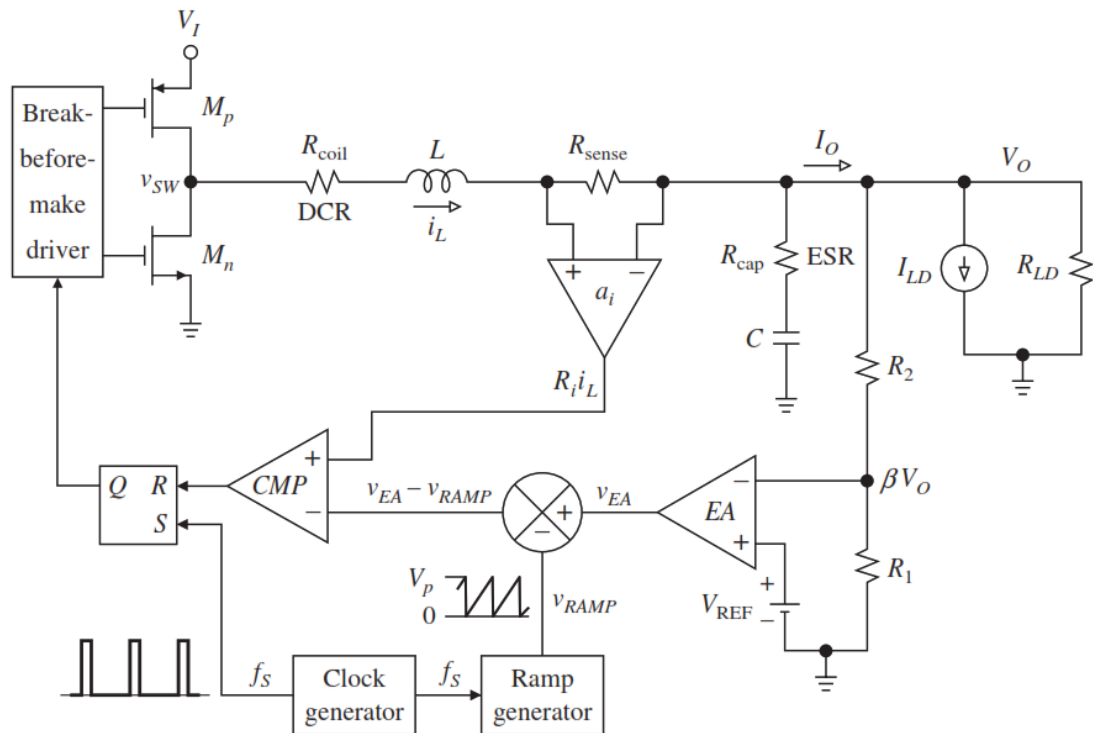 V_I
Break-
before-
make
driver
M_p
v_SW
M_n
R_coil
DCR
L
i_L
R_sense
I_O
V_O
+
−
a_i
R_i i_L
R_cap
ESR
C
I_LD
R_LD
R_2
Q
R
S
CMP
+
−
v_EA − v_RAMP
+
−
v_EA
EA
−
+
βV_O
R_1
V_REF
+
−
V_p
0
v_RAMP
f_S
Clock
generator
f_S
Ramp
generator